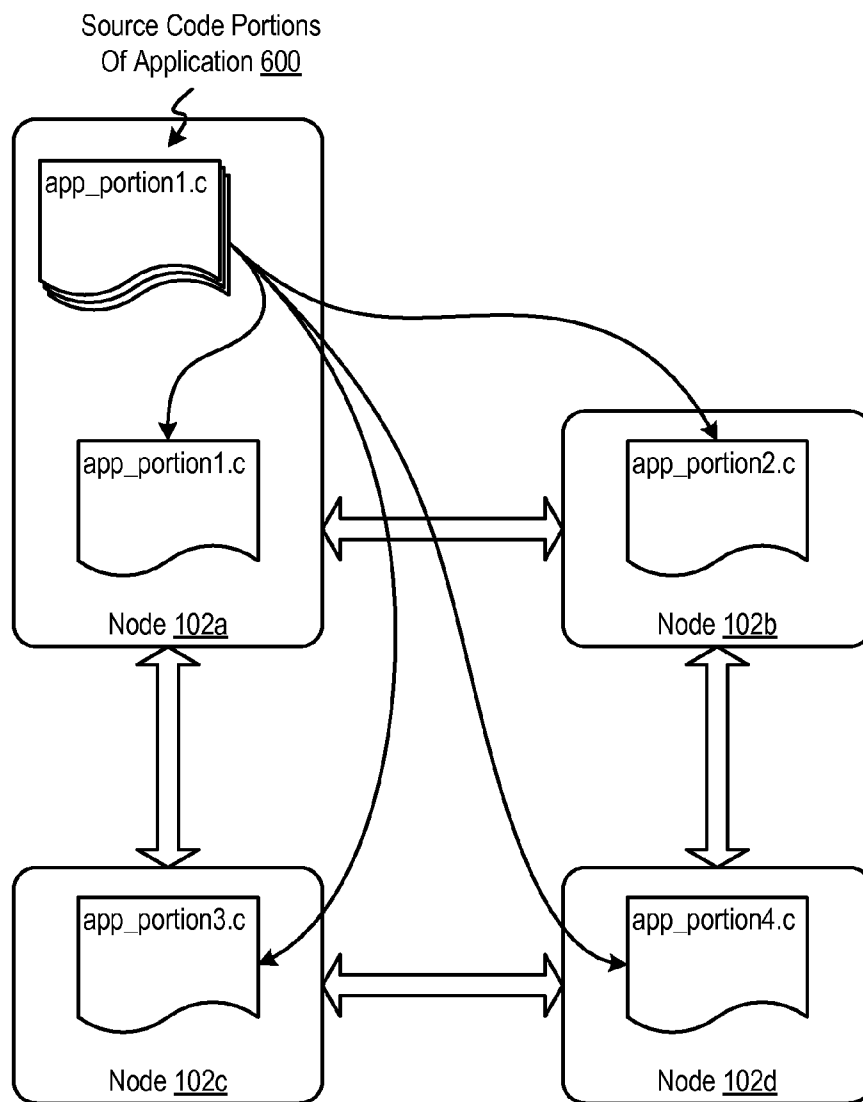 Source Code Portions
Of Application 600
app_portion1.c
app_portion1.c
app_portion2.c
Node 102a
Node 102b
app_portion3.c
app_portion4.c
Node 102c
Node 102d